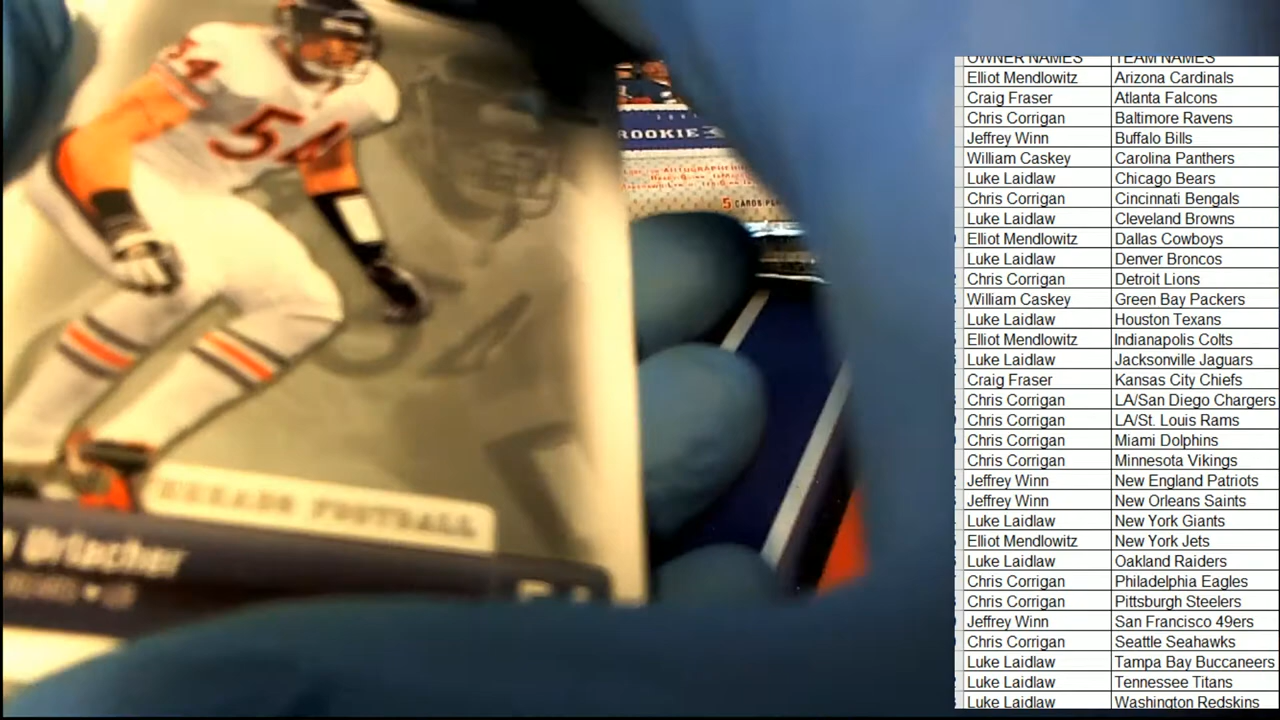 54
54
Urlacher
ROOKIE
5 CARDS PER
OWNER NAMES TEAM NAMES
Elliot Mendlowitz Arizona Cardinals
Craig Fraser Atlanta Falcons
Chris Corrigan Baltimore Ravens
Jeffrey Winn Buffalo Bills
William Caskey Carolina Panthers
Luke Laidlaw Chicago Bears
Chris Corrigan Cincinnati Bengals
Luke Laidlaw Cleveland Browns
Elliot Mendlowitz Dallas Cowboys
Luke Laidlaw Denver Broncos
Chris Corrigan Detroit Lions
William Caskey Green Bay Packers
Luke Laidlaw Houston Texans
Elliot Mendlowitz Indianapolis Colts
Luke Laidlaw Jacksonville Jaguars
Craig Fraser Kansas City Chiefs
Chris Corrigan LA/San Diego Chargers
Chris Corrigan LA/St. Louis Rams
Chris Corrigan Miami Dolphins
Chris Corrigan Minnesota Vikings
Jeffrey Winn New England Patriots
Jeffrey Winn New Orleans Saints
Luke Laidlaw New York Giants
Elliot Mendlowitz New York Jets
Luke Laidlaw Oakland Raiders
Chris Corrigan Philadelphia Eagles
Chris Corrigan Pittsburgh Steelers
Jeffrey Winn San Francisco 49ers
Chris Corrigan Seattle Seahawks
Luke Laidlaw Tampa Bay Buccaneers
Luke Laidlaw Tennessee Titans
Luke Laidlaw Washington Redskins